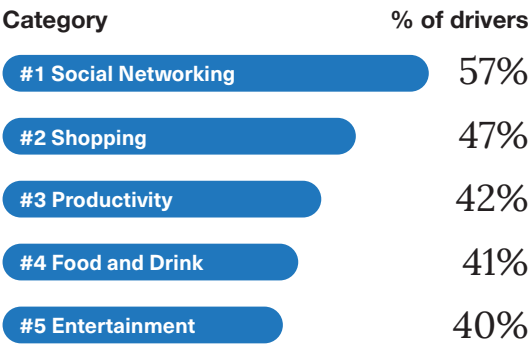 Category % of drivers
#1 Social Networking 57%
#2 Shopping 47%
#3 Productivity 42%
#4 Food and Drink 41%
#5 Entertainment 40%